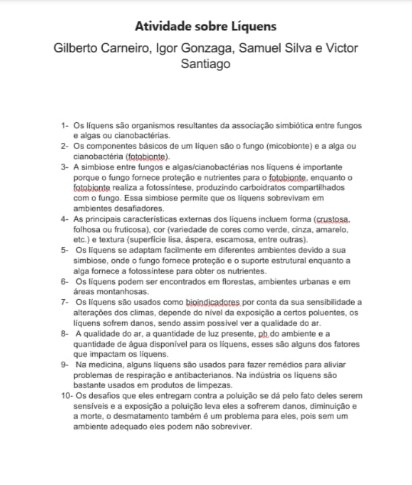 Atividade sobre Líquens
Gilberto Carneiro, Igor Gonzaga, Samuel Silva e Victor
Santiago
1- Os líquens são organismos resultantes da associação simbiótica entre fungos
e algas ou cianobactérias.
2- Os componentes básicos de um líquen são o fungo (micobionte) e a alga ou
cianobactéria (fotobionte).
3- A simbiose entre fungos e algas/cianobactérias nos líquens é importante
porque o fungo fornece proteção e nutrientes para o fotobionte, enquanto o
fotobionte realiza a fotossíntese, produzindo carboidratos compartilhados
com o fungo. Essa simbiose permite que os líquens sobrevivam em
ambientes desafiadores.
4- As principais características externas dos líquens incluem forma (crustosa,
folhosa ou fruticosa), cor (variedade de cores como verde, cinza, amarelo,
etc.) e textura (superfície lisa, áspera, escamosa, entre outras).
5- Os líquens se adaptam facilmente em diferentes ambientes devido a sua
simbiose, onde o fungo fornece proteção e o suporte estrutural enquanto a
alga fornece a fotossíntese para obter os nutrientes.
6- Os líquens podem ser encontrados em florestas, ambientes urbanas e em
áreas montanhosas.
7- Os líquens são usados como bioindicadores por conta da sua sensibilidade a
alterações dos climas, depende do nível da exposição a certos poluentes, os
líquens sofrem danos, sendo assim possível ver a qualidade do ar.
8- A qualidade do ar, a quantidade de luz presente, ph do ambiente e a
quantidade de água disponível para os líquens, esses são alguns dos fatores
que impactam os líquens.
9- Na medicina, alguns líquens são usados para fazer remédios para aliviar
problemas de respiração e antibacterianos. Na indústria os líquens são
bastante usados em produtos de limpezas.
10- Os desafios que eles entregam contra a poluição se dá pelo fato deles serem
sensíveis e a exposição a poluição leva eles a sofrerem danos, diminuição e
a morte, o desmatamento também é um problema para eles, pois sem um
ambiente adequado eles podem não sobreviver.